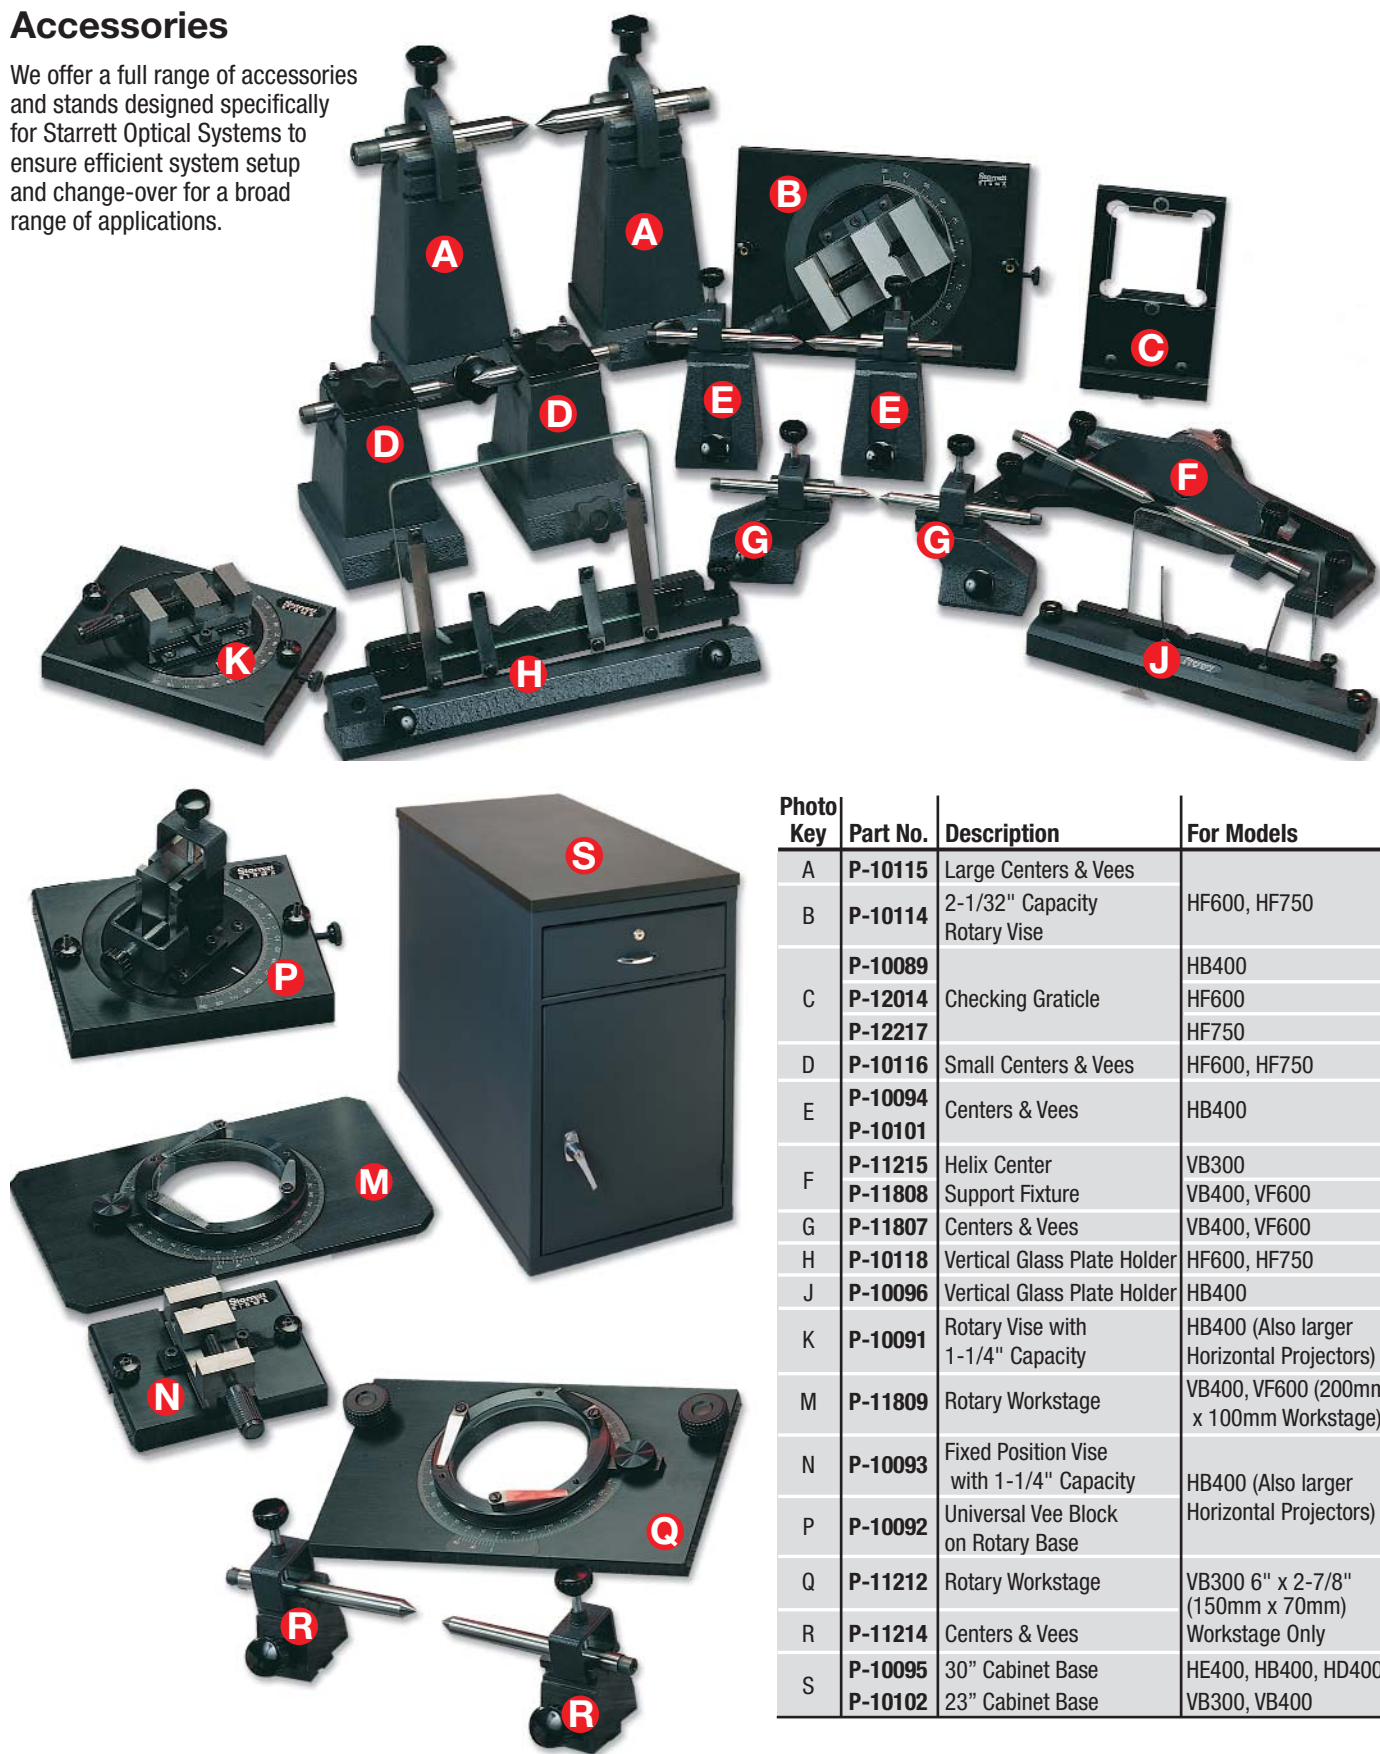 Accessories
We offer a full range of accessories
and stands designed specifically
for Starrett Optical Systems to
ensure efficient system setup
and change-over for a broad
range of applications.
A
A
B
Starrett
C
D
D
E
E
F
G
G
H
J
K
Starrett
P
Starrett
S
M
N
Starrett
Q
R
R
Photo Key Part No. Description For Models
A P-10115 Large Centers & Vees HF600, HF750
B P-10114 2-1/32" Capacity
Rotary Vise
P-10089 HB400
C P-12014 Checking Graticle HF600
P-12217 HF750
D P-10116 Small Centers & Vees HF600, HF750
E P-10094 Centers & Vees HB400
P-10101
F P-11215 Helix Center VB300
P-11808 Support Fixture VB400, VF600
G P-11807 Centers & Vees VB400, VF600
H P-10118 Vertical Glass Plate Holder HF600, HF750
J P-10096 Vertical Glass Plate Holder HB400
K P-10091 Rotary Vise with HB400 (Also larger
1-1/4" Capacity Horizontal Projectors)
M P-11809 Rotary Workstage VB400, VF600 (200mm
x 100mm Workstage)
N P-10093 Fixed Position Vise
with 1-1/4" Capacity HB400 (Also larger
P P-10092 Universal Vee Block Horizontal Projectors)
on Rotary Base
Q P-11212 Rotary Workstage VB300 6" x 2-7/8"
(150mm x 70mm)
R P-11214 Centers & Vees Workstage Only
S P-10095 30” Cabinet Base HE400, HB400, HD400
P-10102 23” Cabinet Base VB300, VB400